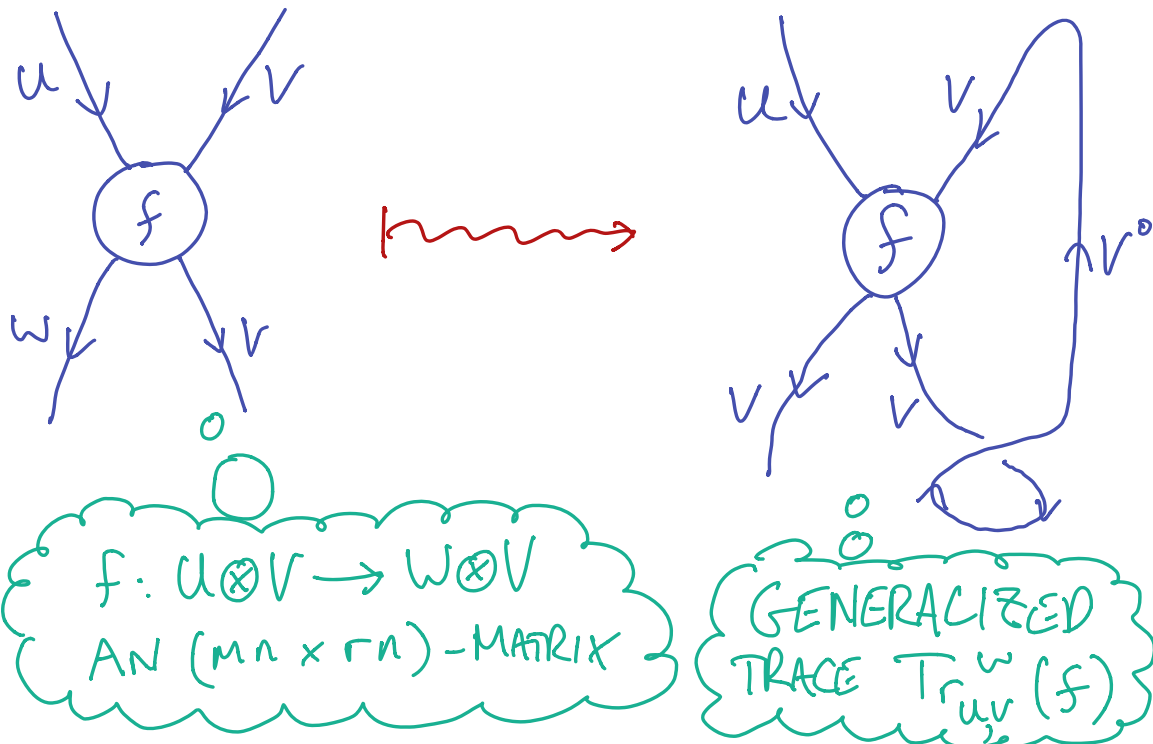 U V
f
W V
U V
f
V°
V V
f: U⊗V → W⊗V
AN (mn x rn)-MATRIX
GENERALIZED
TRACE Tr^W_{U,V} (f)